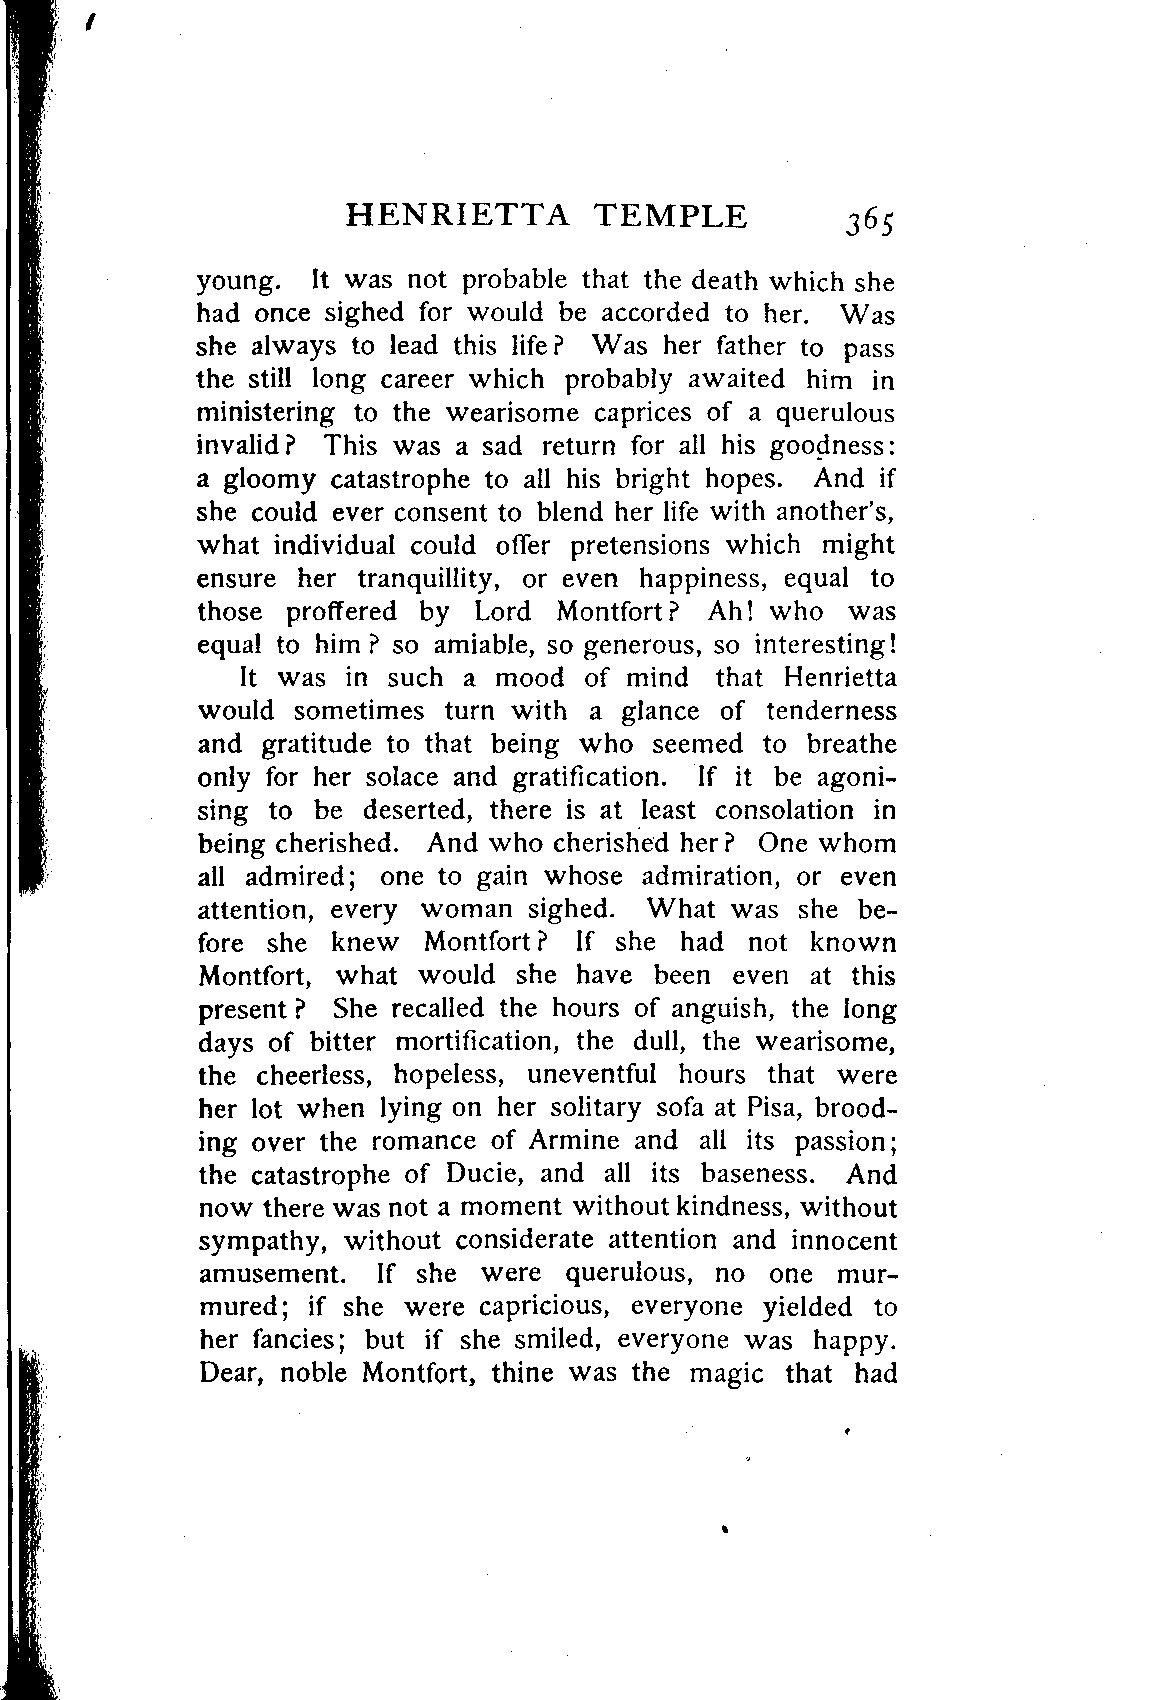 HENRIETTA TEMPLE 365
young. It was not probable that the death which she
had once sighed for would be accorded to her. Was
she always to lead this life? Was her father to pass
the still long career which probably awaited him in
ministering to the wearisome caprices of a querulous
invalid? This was a sad return for all his goodness:
a gloomy catastrophe to all his bright hopes. And if
she could ever consent to blend her life with another's,
what individual could offer pretensions which might
ensure her tranquillity, or even happiness, equal to
those proffered by Lord Montfort? Ah! who was
equal to him? so amiable, so generous, so interesting!
It was in such a mood of mind that Henrietta
would sometimes turn with a glance of tenderness
and gratitude to that being who seemed to breathe
only for her solace and gratification. If it be agoni-
sing to be deserted, there is at least consolation in
being cherished. And who cherished her? One whom
all admired; one to gain whose admiration, or even
attention, every woman sighed. What was she be-
fore she knew Montfort? If she had not known
Montfort, what would she have been even at this
present? She recalled the hours of anguish, the long
days of bitter mortification, the dull, the wearisome,
the cheerless, hopeless, uneventful hours that were
her lot when lying on her solitary sofa at Pisa, brood-
ing over the romance of Armine and all its passion;
the catastrophe of Ducie, and all its baseness. And
now there was not a moment without kindness, without
sympathy, without considerate attention and innocent
amusement. If she were querulous, no one mur-
mured; if she were capricious, everyone yielded to
her fancies; but if she smiled, everyone was happy.
Dear, noble Montfort, thine was the magic that had